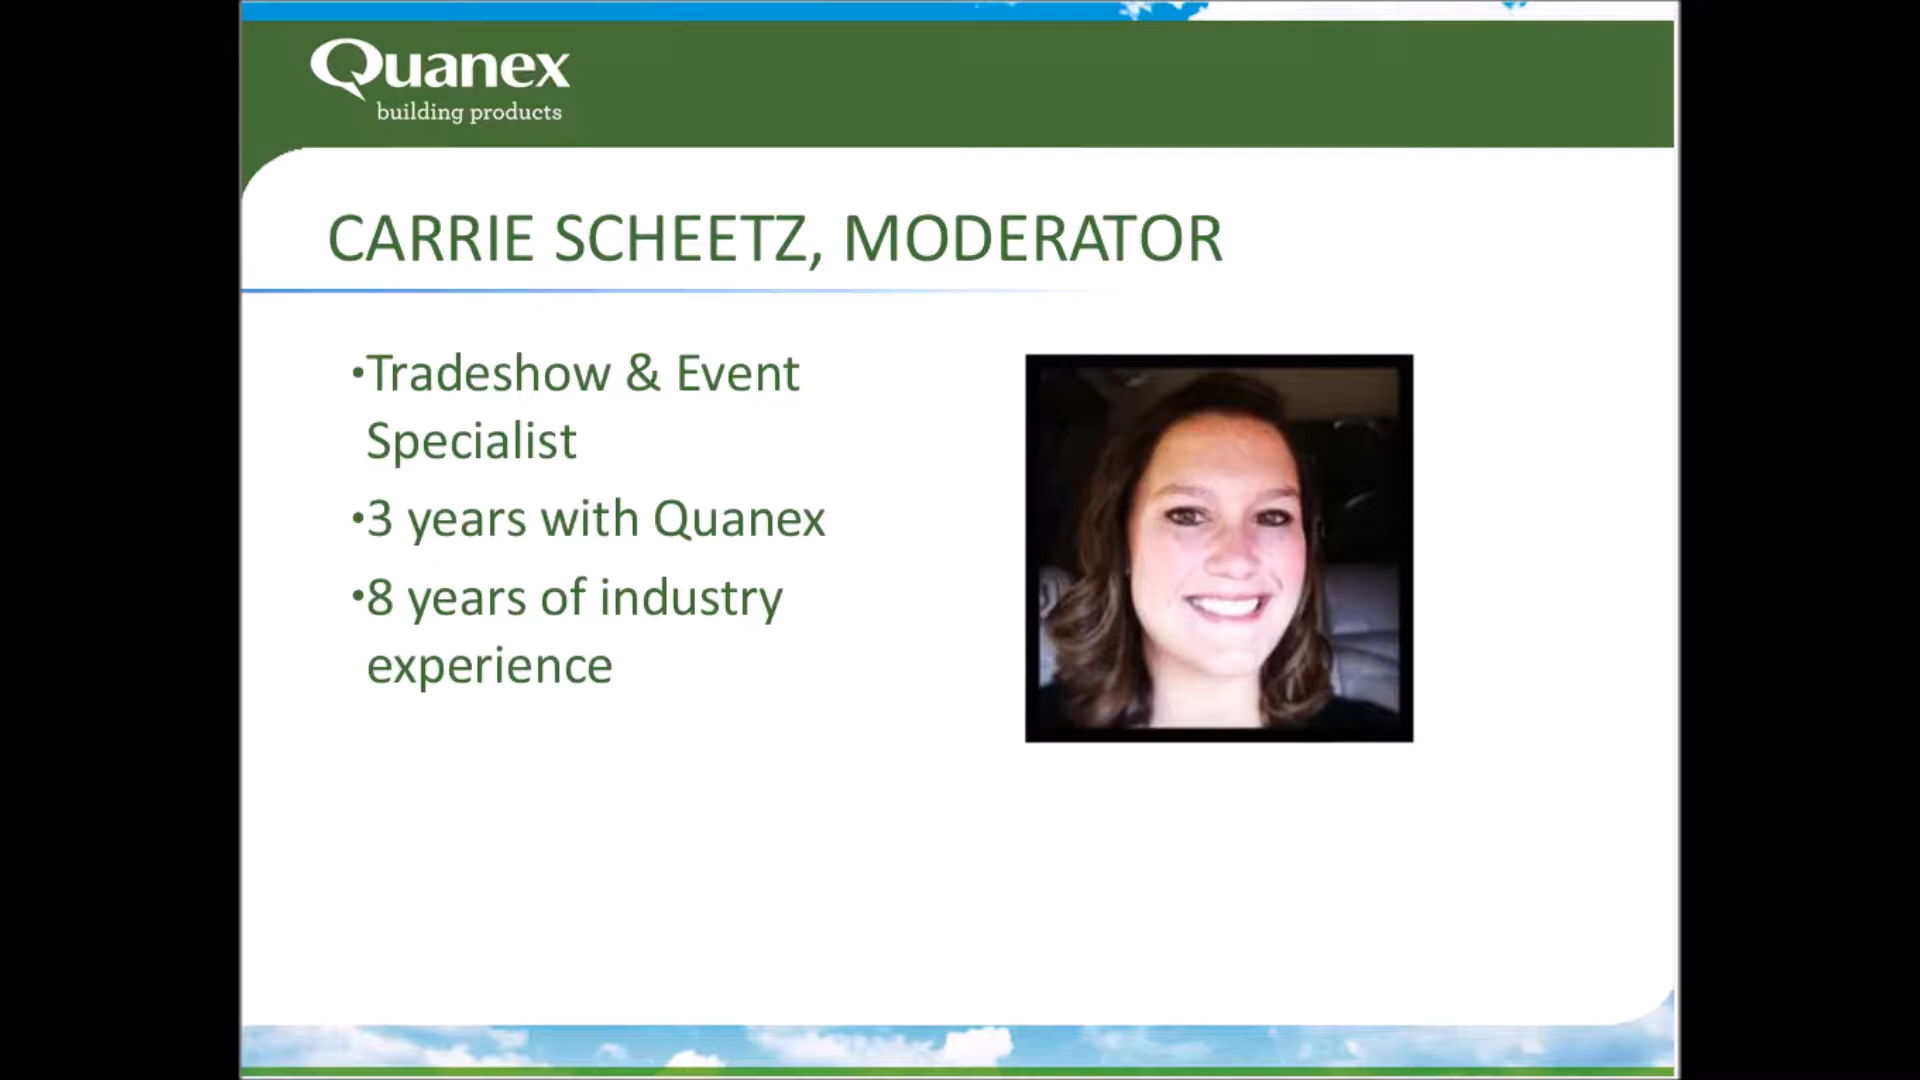 Quanex
building products
CARRIE SCHEETZ, MODERATOR
•Tradeshow & Event
Specialist
•3 years with Quanex
•8 years of industry
experience